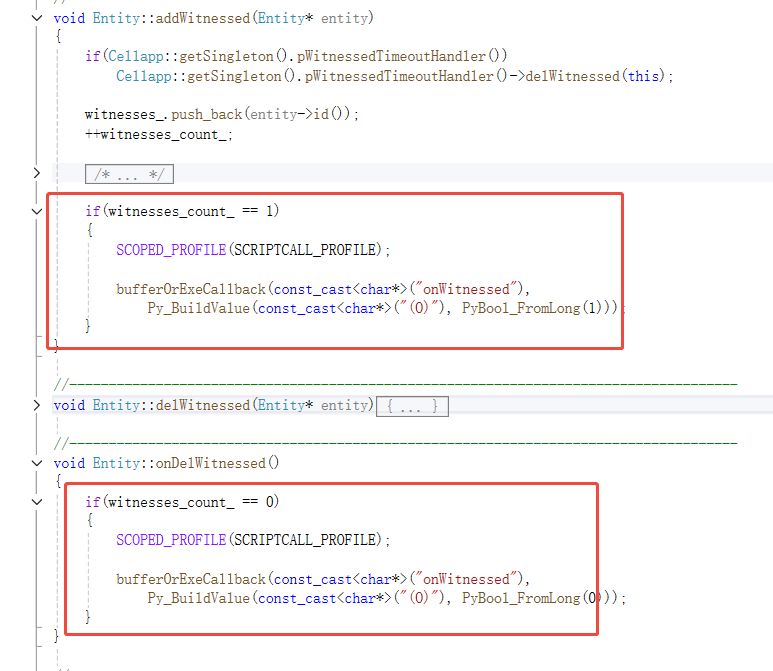 void Entity::addWitnessed(Entity* entity)
{
if(Cellapp::getSingleton().pWitnessedTimeoutHandler())
Cellapp::getSingleton().pWitnessedTimeoutHandler()->delWitnessed(this);
witnesses_.push_back(entity->id());
++witnesses_count_;
/* ... */
if(witnesses_count_ == 1)
{
SCOPED_PROFILE(SCRIPTCALL_PROFILE);
bufferOrExeCallback(const_cast<char*>("onWitnessed"),
Py_BuildValue(const_cast<char*>("(O)"), PyBool_FromLong(1)));
}
}
//-------------------------------------------------------------------------------------
void Entity::delWitnessed(Entity* entity){ ... }
//-------------------------------------------------------------------------------------
void Entity::onDelWitnessed()
{
if(witnesses_count_ == 0)
{
SCOPED_PROFILE(SCRIPTCALL_PROFILE);
bufferOrExeCallback(const_cast<char*>("onWitnessed"),
Py_BuildValue(const_cast<char*>("(O)"), PyBool_FromLong(0)));
}
}